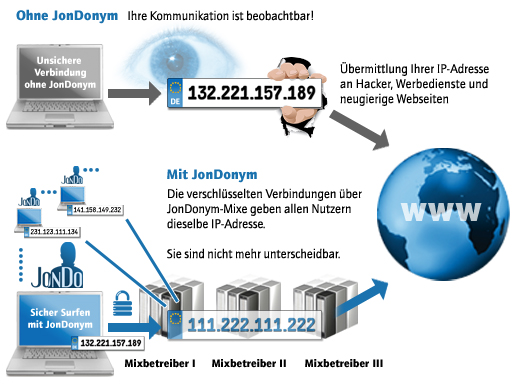 Ohne JonDonym Ihre Kommunikation ist beobachtbar!
Unsichere
Verbindung
ohne JonDonym
DE
132.221.157.189
Übermittlung Ihrer IP-Adresse
an Hacker, Werbedienste und
neugierige Webseiten
Mit JonDonym
Die verschlüsselten Verbindungen über
JonDonym-Mixe geben allen Nutzern
dieselbe IP-Adresse.
Sie sind nicht mehr unterscheidbar.
WWW
JonDo
141.158.149.232
JonDo
231.123.111.134
JonDo
Sicher Surfen
mit JonDonym
132.221.157.189
111.222.111.222
Mixbetreiber I Mixbetreiber II Mixbetreiber III